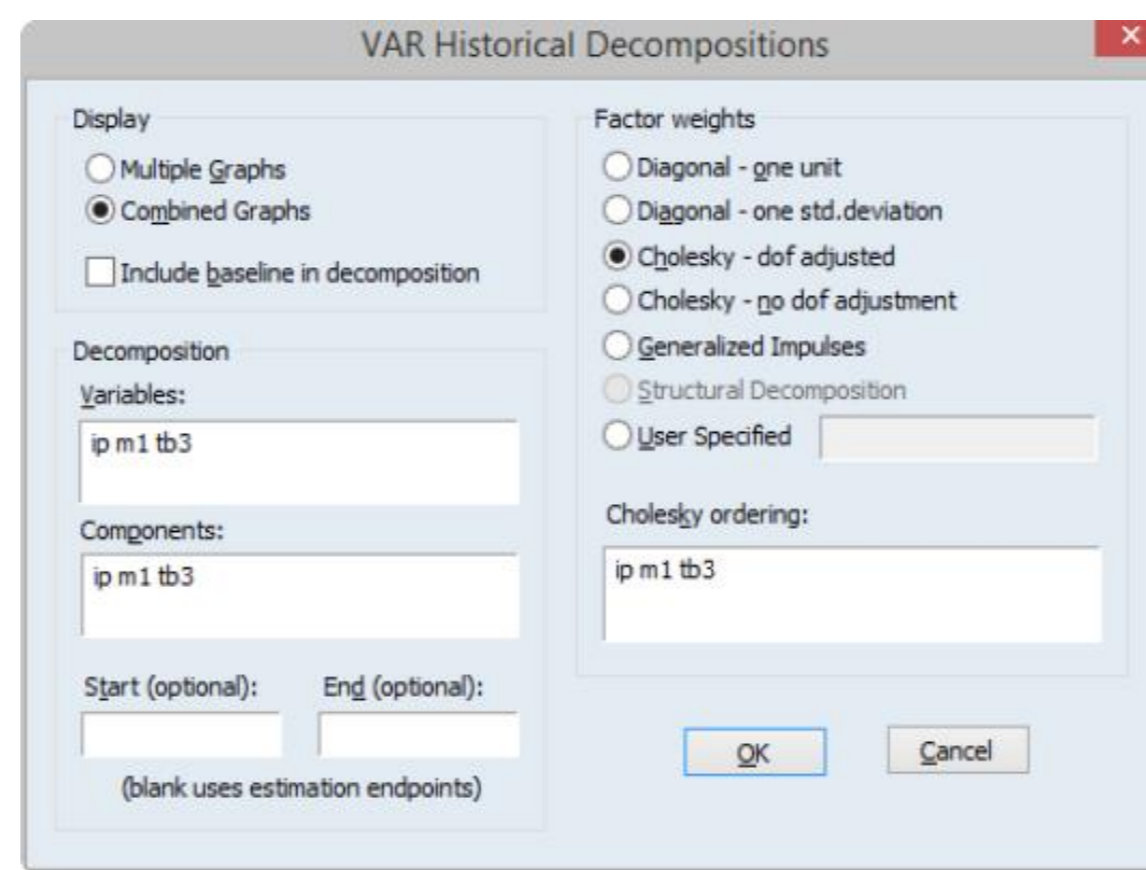 VAR Historical Decompositions
Display
Multiple Graphs
Combined Graphs
Include baseline in decomposition
Decomposition
Variables:
ip m1 tb3
Components:
ip m1 tb3
Start (optional):
End (optional):
(blank uses estimation endpoints)
Factor weights
Diagonal - one unit
Diagonal - one std.deviation
Cholesky - dof adjusted
Cholesky - no dof adjustment
Generalized Impulses
Structural Decomposition
User Specified
Cholesky ordering:
ip m1 tb3
OK
Cancel